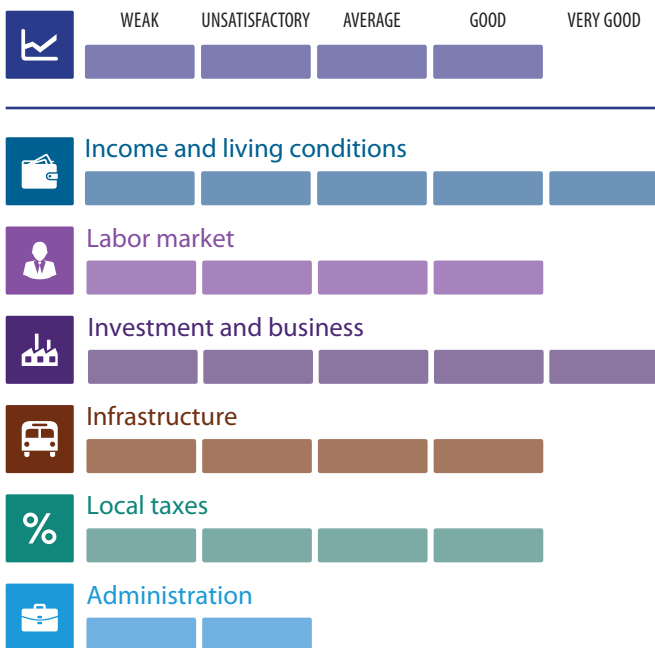 WEAK UNSATISFACTORY AVERAGE GOOD VERY GOOD
Income and living conditions
Labor market
Investment and business
Infrastructure
Local taxes
%
Administration